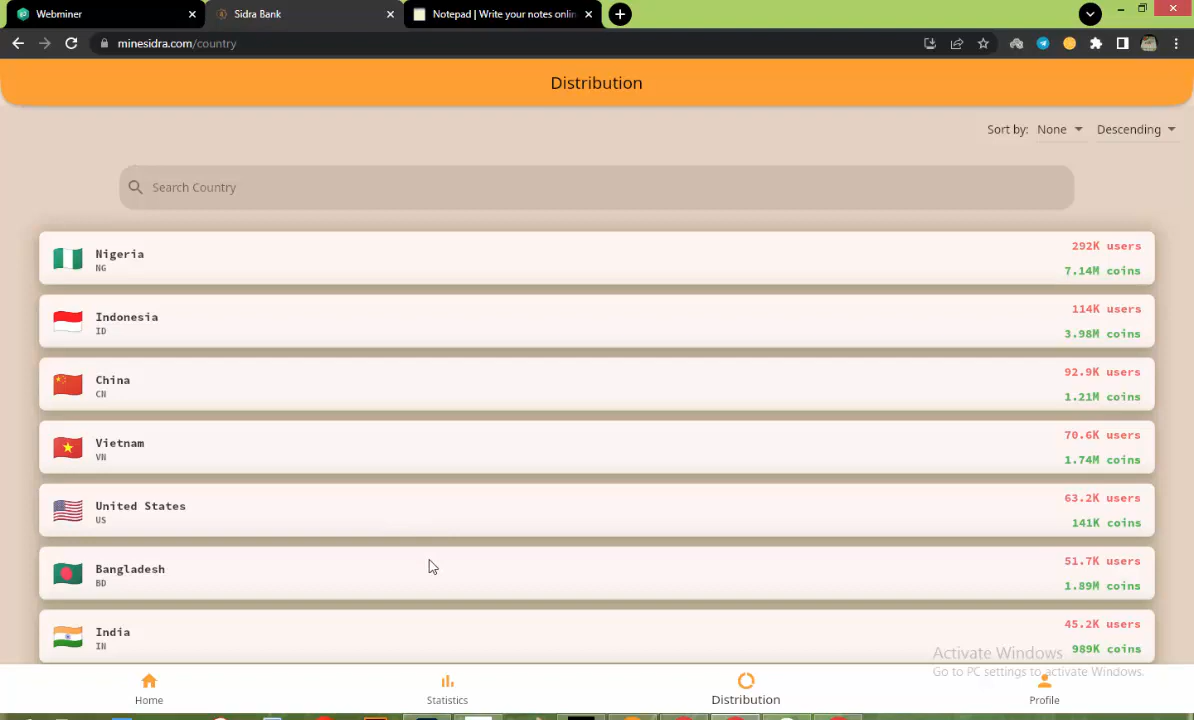 Webminer
Sidra Bank
Notepad | Write your notes onlin
minesidra.com/country
Distribution
Sort by: None Descending
Search Country
Nigeria
NG
292K users
7.14M coins
Indonesia
ID
114K users
3.98M coins
China
CN
92.9K users
1.21M coins
Vietnam
VN
70.6K users
1.74M coins
United States
US
63.2K users
141K coins
Bangladesh
BD
51.7K users
1.89M coins
India
IN
45.2K users
989K coins
Activate Windows
Go to PC settings to activate Windows.
Home
Statistics
Distribution
Profile